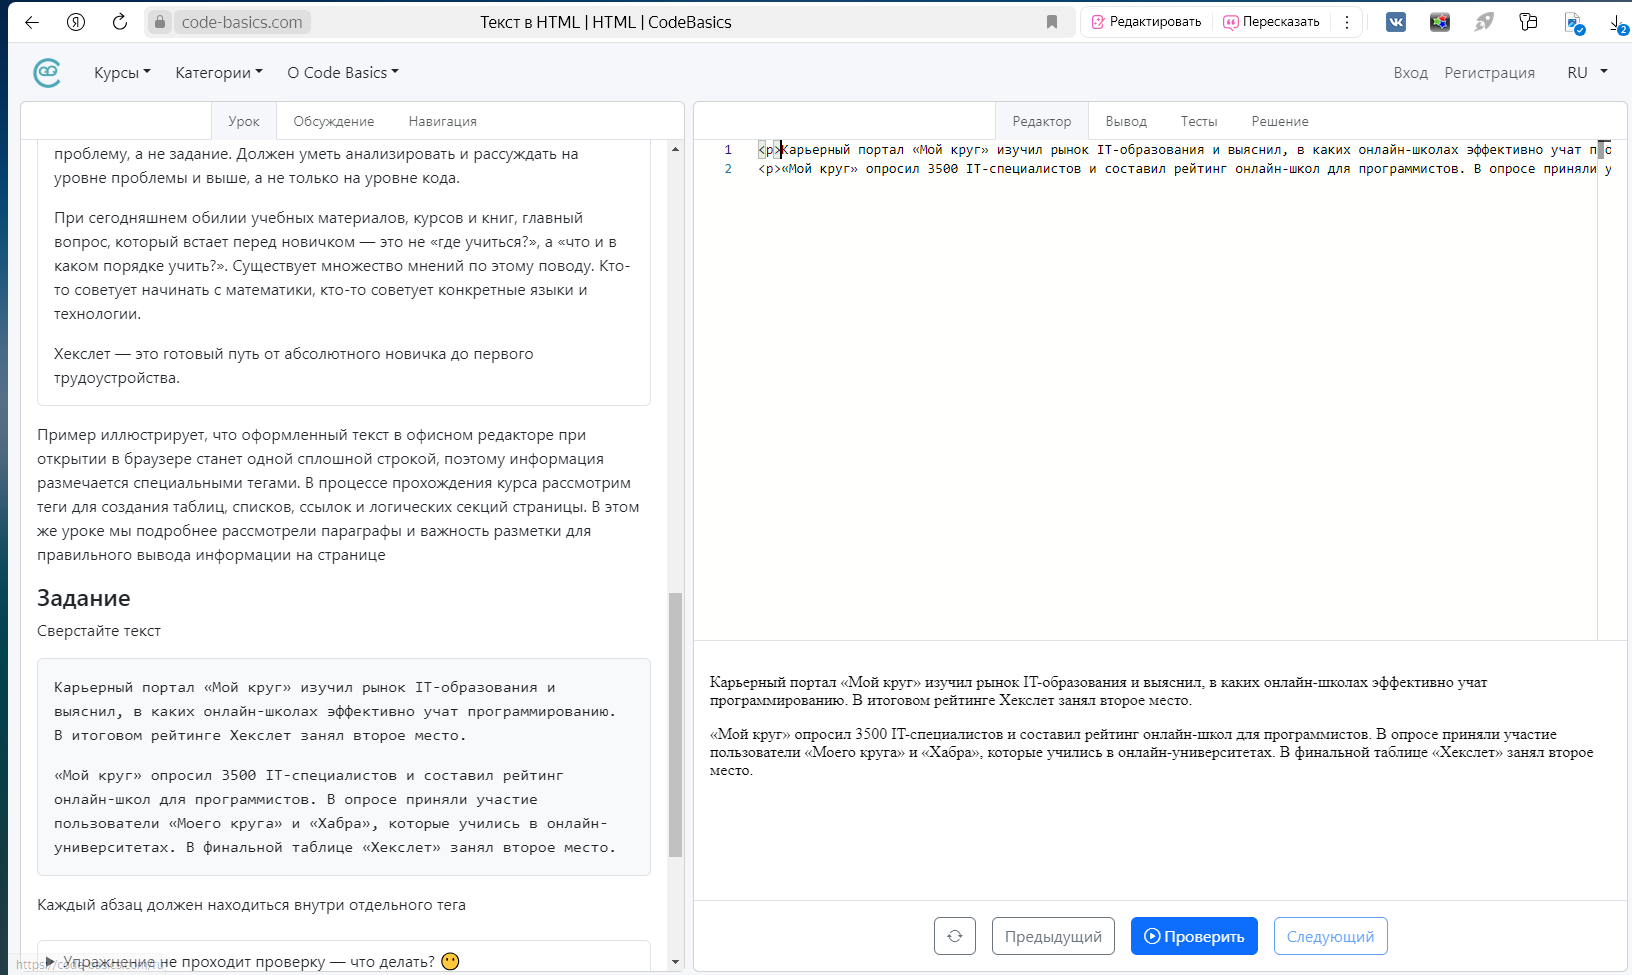 code-basics.com
Текст в HTML | HTML | CodeBasics
Редактировать
Пересказать
2
Курсы
Категории
О Code Basics
Вход
Регистрация
RU
Урок
Обсуждение
Навигация
проблему, а не задание. Должен уметь анализировать и рассуждать на
уровне проблемы и выше, а не только на уровне кода.
При сегодняшнем обилии учебных материалов, курсов и книг, главный
вопрос, который встает перед новичком — это не «где учиться?», а «что и в
каком порядке учить?». Существует множество мнений по этому поводу. Кто-
то советует начинать с математики, кто-то советует конкретные языки и
технологии.
Хекслет — это готовый путь от абсолютного новичка до первого
трудоустройства.
Пример иллюстрирует, что оформленный текст в офисном редакторе при
открытии в браузере станет одной сплошной строкой, поэтому информация
размечается специальными тегами. В процессе прохождения курса рассмотрим
теги для создания таблиц, списков, ссылок и логических секций страницы. В этом
же уроке мы подробнее рассмотрели параграфы и важность разметки для
правильного вывода информации на странице
Задание
Сверстайте текст
Карьерный портал «Мой круг» изучил рынок IT-образования и
выяснил, в каких онлайн-школах эффективно учат программированию.
В итоговом рейтинге Хекслет занял второе место.
«Мой круг» опросил 3500 IT-специалистов и составил рейтинг
онлайн-школ для программистов. В опросе приняли участие
пользователи «Моего круга» и «Хабра», которые учились в онлайн-
университетах. В финальной таблице «Хекслет» занял второе место.
Каждый абзац должен находиться внутри отдельного тега
Упражнение не проходит проверку — что делать?
Редактор
Вывод
Тесты
Решение
1 <p>Карьерный портал «Мой круг» изучил рынок IT-образования и выяснил, в каких онлайн-школах эффективно учат
2 <p>«Мой круг» опросил 3500 IT-специалистов и составил рейтинг онлайн-школ для программистов. В опросе приняли у
Карьерный портал «Мой круг» изучил рынок IT-образования и выяснил, в каких онлайн-школах эффективно учат
программированию. В итоговом рейтинге Хекслет занял второе место.
«Мой круг» опросил 3500 IT-специалистов и составил рейтинг онлайн-школ для программистов. В опросе приняли участие
пользователи «Моего круга» и «Хабра», которые учились в онлайн-университетах. В финальной таблице «Хекслет» занял второе
место.
Предыдущий
Проверить
Следующий